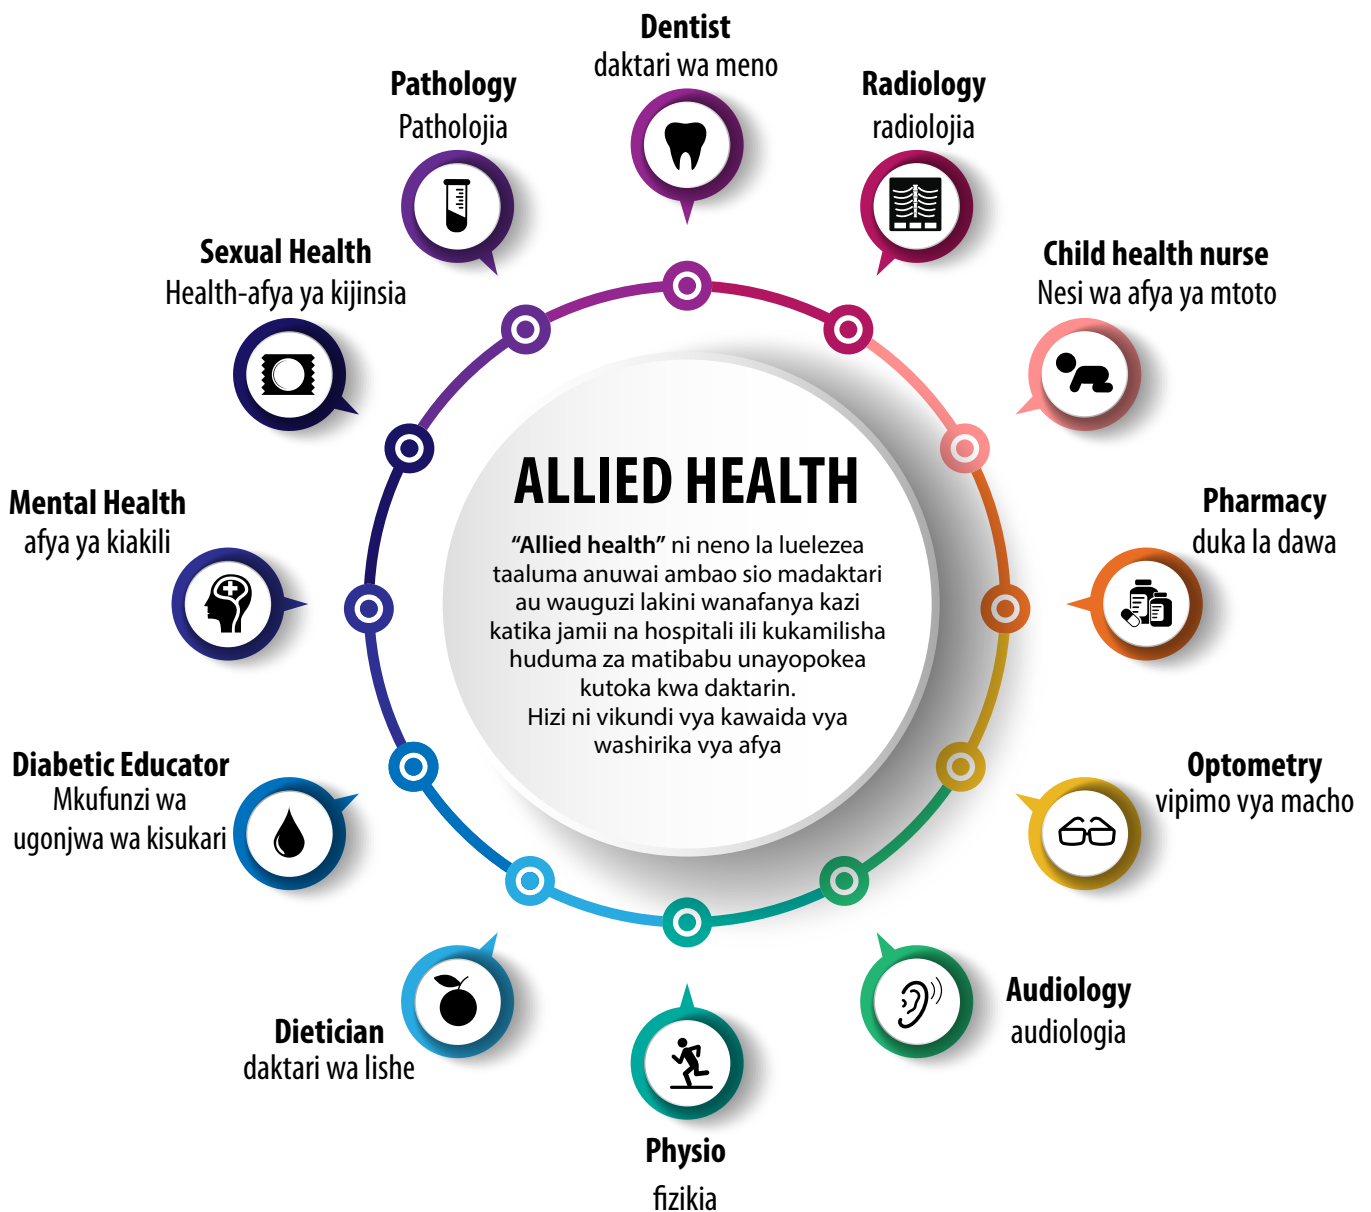 Dentist
daktari wa meno
Radiology
radiolojia
Child health nurse
Nesi wa afya ya mtoto
Pharmacy
duka la dawa
Optometry
vipimo vya macho
Audiology
audiologia
Physio
fizikia
Dietician
daktari wa lishe
Diabetic Educator
Mkufunzi wa
ugonjwa wa kisukari
Mental Health
afya ya kiakili
Sexual Health
Health-afya ya kijinsia
Pathology
Patholojia
ALLIED HEALTH
“Allied health” ni neno la luelezea
taaluma anuwai ambao sio madaktari
au wauguzi lakini wanafanya kazi
katika jamii na hospitali ili kukamilisha
huduma za matibabu unayopokea
kutoka kwa daktarin.
Hizi ni vikundi vya kawaida vya
washirika vya afya